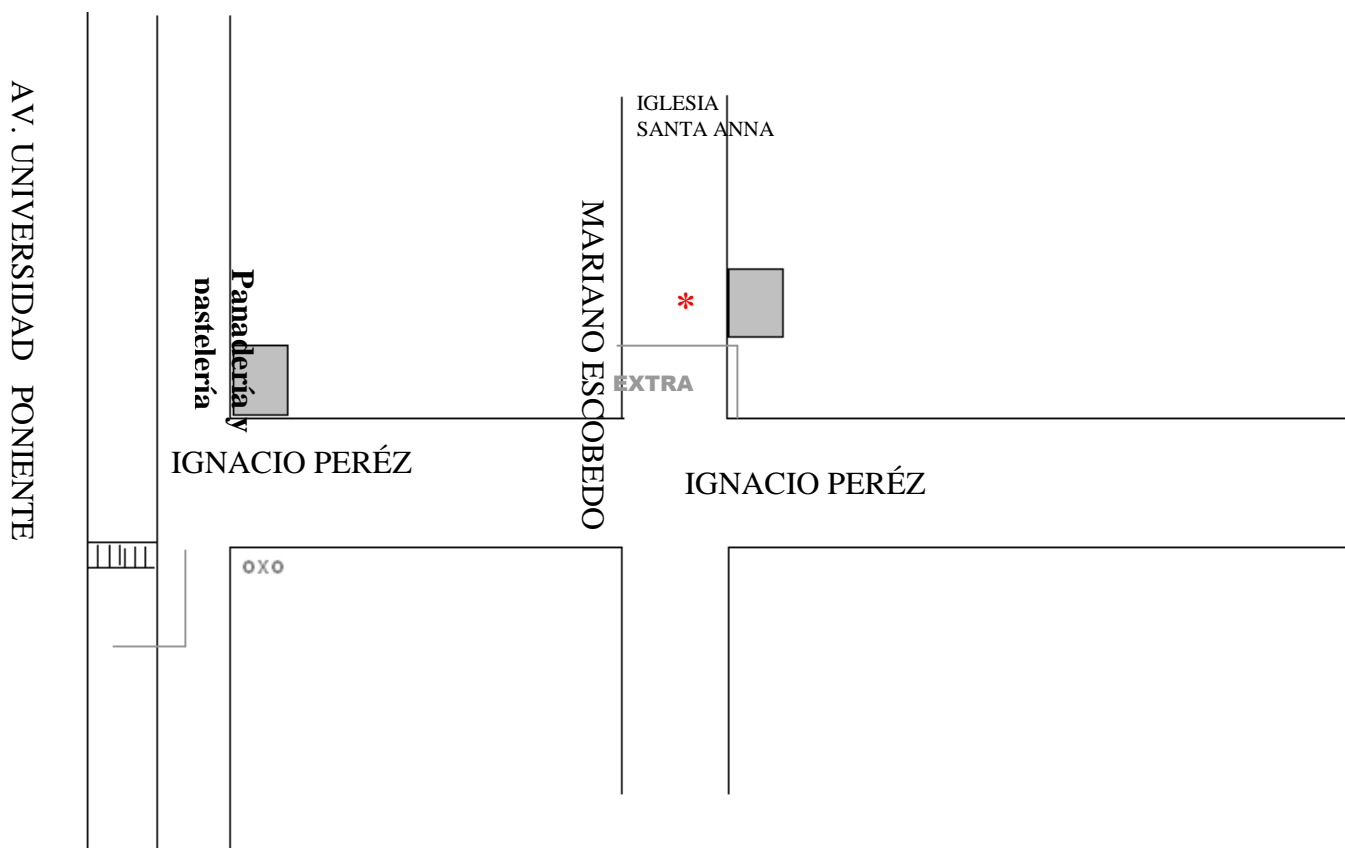 AV. UNIVERSIDAD PONIENTE
IGLESIA
SANTA ANNA
MARIANO ESCOBEDO
Panadería y
pastelería
*
EXTRA
IGNACIO PERÉZ
IGNACIO PERÉZ
OXO